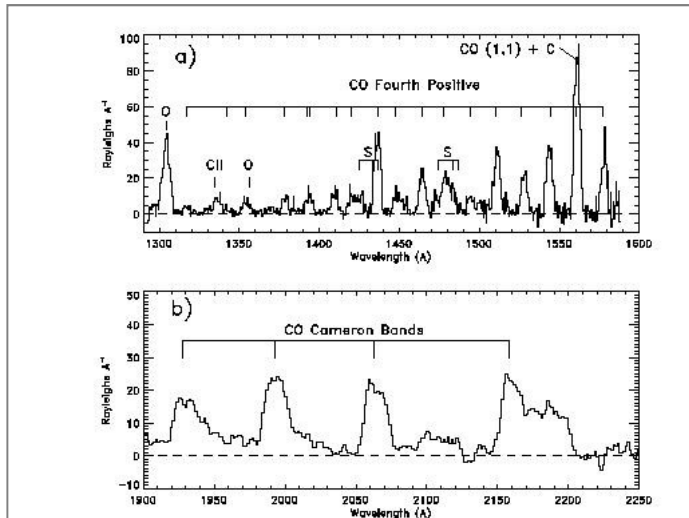 a)
CO (1,1) + C
CO Fourth Positive
O
CII
O
S
S
Rayleighs A⁻¹
100
80
60
40
20
0
1300 1350 1400 1450 1500 1550 1600
Wavelength (A)
b)
CO Cameron Bands
Rayleighs A⁻¹
50
40
30
20
10
0
-10
1900 1950 2000 2050 2100 2150 2200 2250
Wavelength (A)